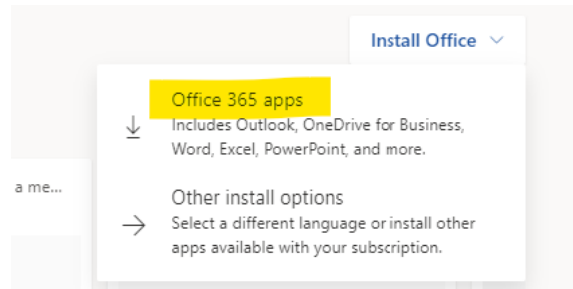 Install Office
Office 365 apps
Includes Outlook, OneDrive for Business,
Word, Excel, PowerPoint, and more.
a me...
Other install options
Select a different language or install other
apps available with your subscription.